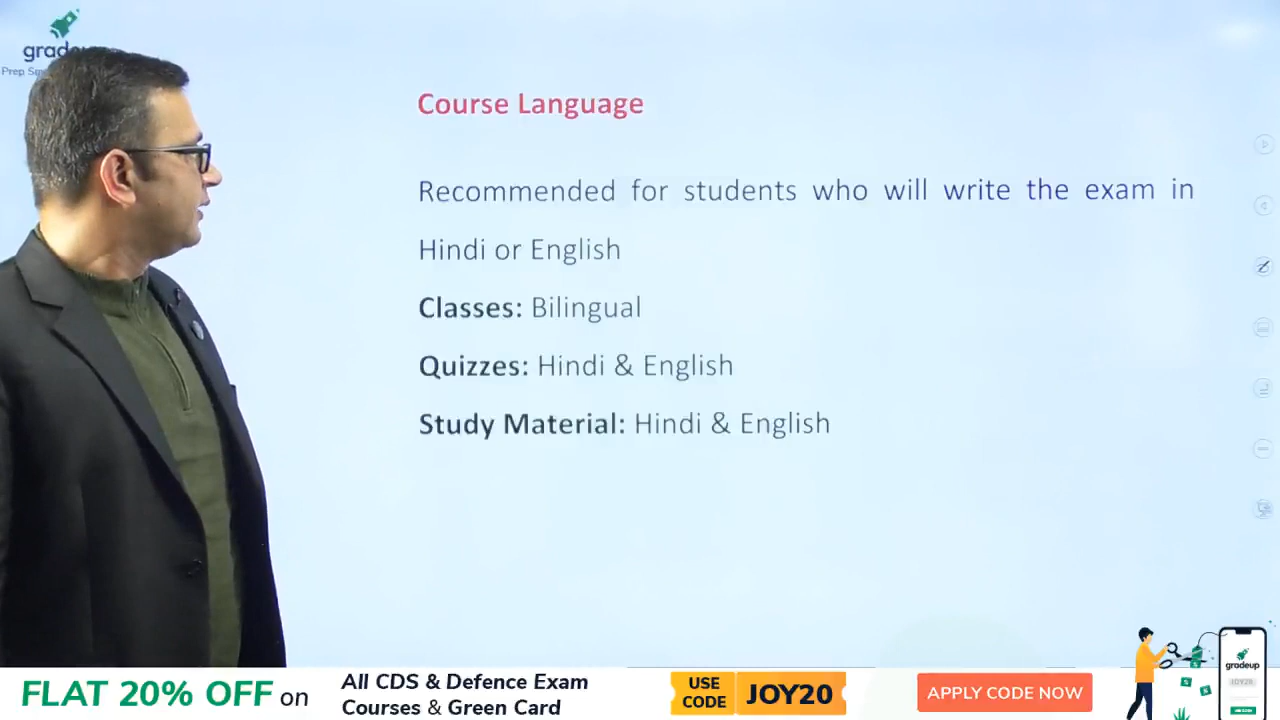 gradeup
Course Language
Recommended for students who will write the exam in
Hindi or English
Classes: Bilingual
Quizzes: Hindi & English
Study Material: Hindi & English
FLAT 20% OFF on
All CDS & Defence Exam
Courses & Green Card
USE
CODE
JOY20
APPLY CODE NOW
gradeup
JOY20